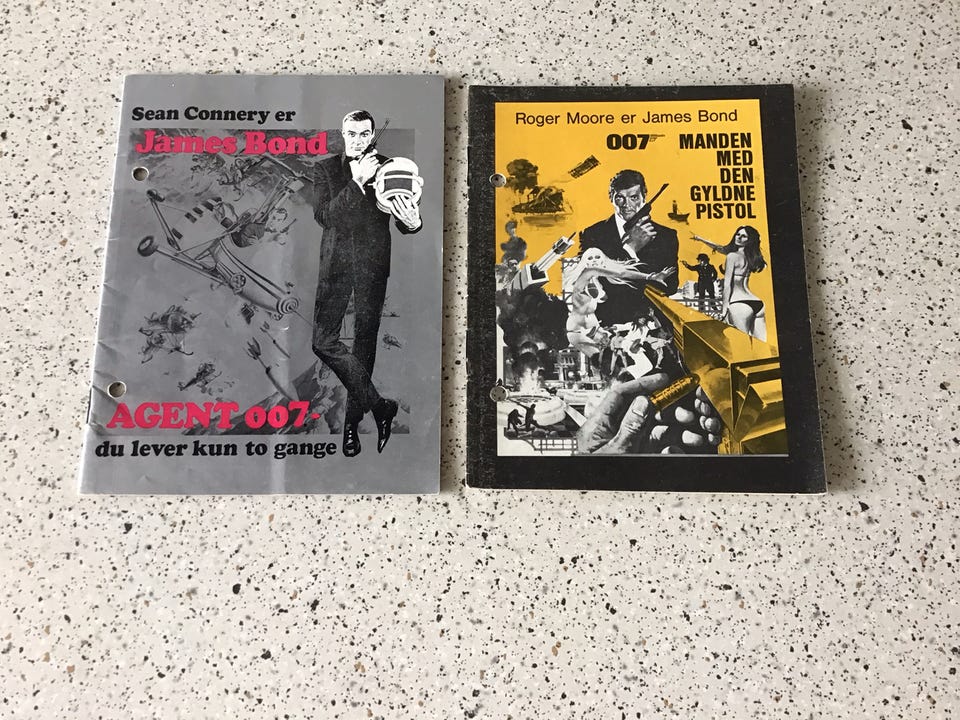 Sean Connery er
James Bond
AGENT 007-
du lever kun to gange
Roger Moore er James Bond
007
MANDEN
MED
DEN
GYLDNE
PISTOL